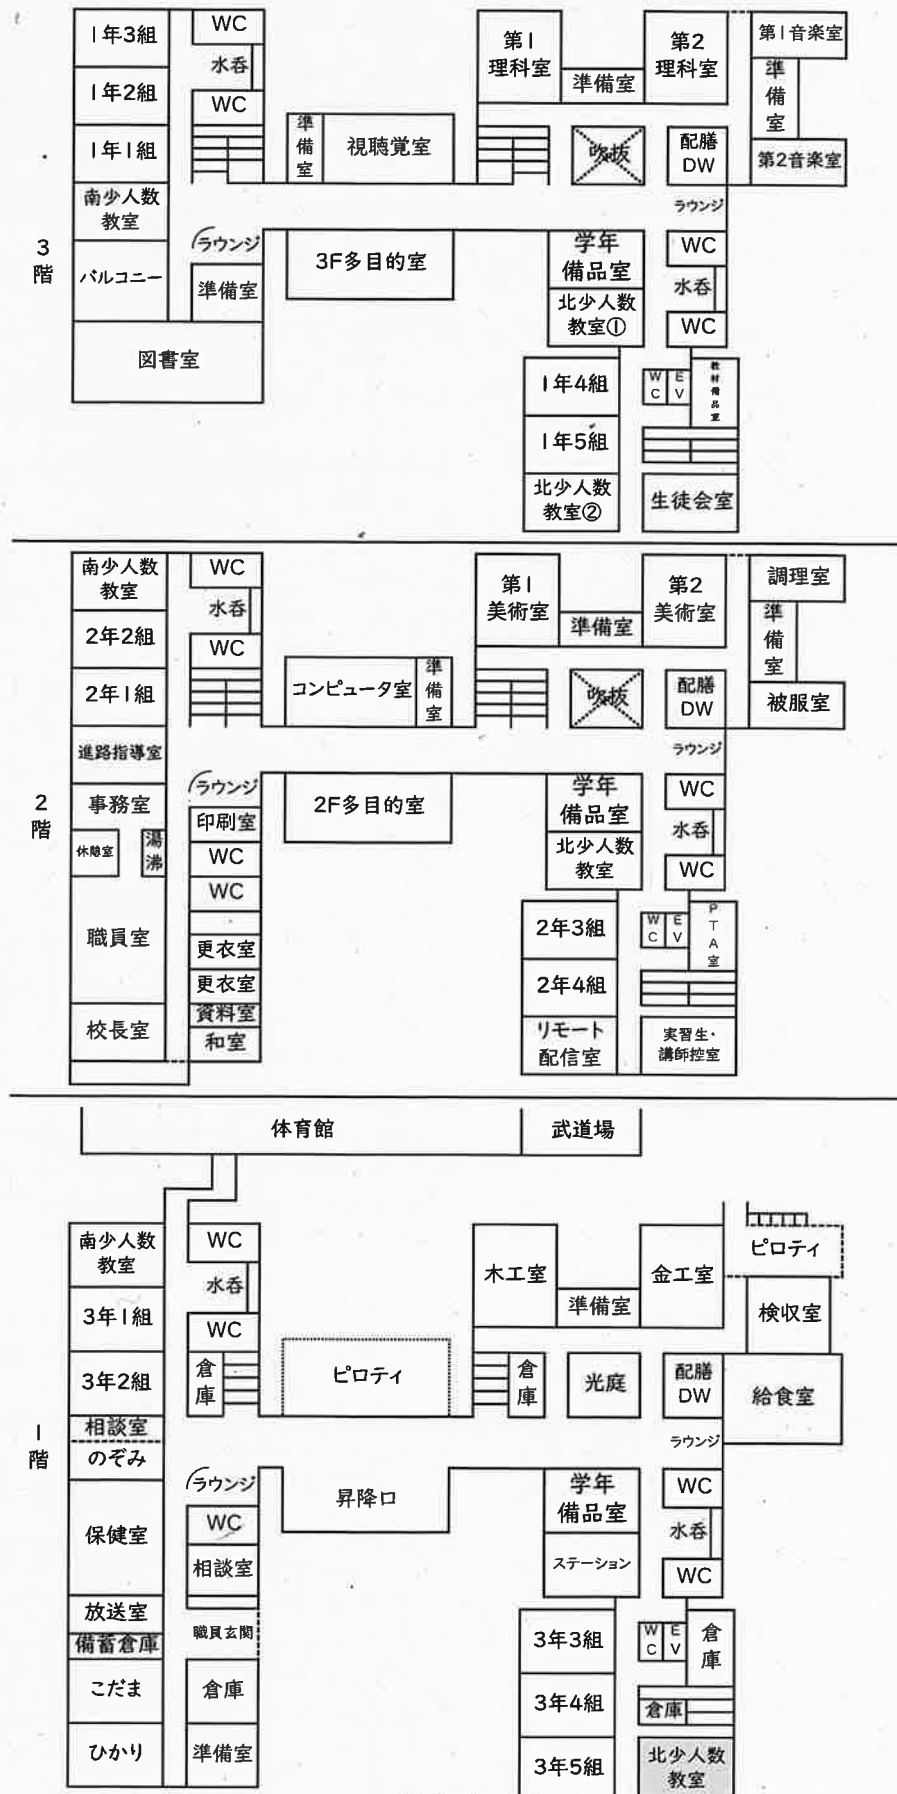 3階
1年3組
WC
水呑
1年2組
WC
1年1組
南少人数
教室
バルコニー
ラウンジ
準備室
図書室
準備室
視聴覚室
3F多目的室
第1
理科室
準備室
第2
理科室
第1音楽室
準備室
第2音楽室
吹抜
配膳
DW
ラウンジ
学年
備品室
WC
水呑
WC
北少人数
教室①
1年4組
WC
EV
教材備品室
1年5組
北少人数
教室②
生徒会室
2階
南少人数
教室
WC
水呑
2年2組
WC
2年1組
進路指導室
事務室
休憩室
湯沸
職員室
校長室
ラウンジ
印刷室
WC
WC
更衣室
更衣室
資料室
和室
コンピュータ室
準備室
2F多目的室
第1
美術室
準備室
第2
美術室
調理室
準備室
被服室
吹抜
配膳
DW
ラウンジ
学年
備品室
WC
水呑
WC
北少人数
教室
2年3組
WC
EV
PTA室
2年4組
リモート
配信室
実習生・
講師控室
1階
体育館
武道場
南少人数
教室
WC
水呑
3年1組
WC
3年2組
倉庫
相談室
のぞみ
保健室
放送室
備蓄倉庫
こだま
ひかり
ラウンジ
WC
相談室
職員玄関
倉庫
準備室
ピロティ
昇降口
木工室
準備室
金工室
ピロティ
検収室
倉庫
光庭
配膳
DW
給食室
ラウンジ
学年
備品室
WC
水呑
ステーション
WC
3年3組
WC
EV
倉庫
3年4組
倉庫
3年5組
北少人数
教室